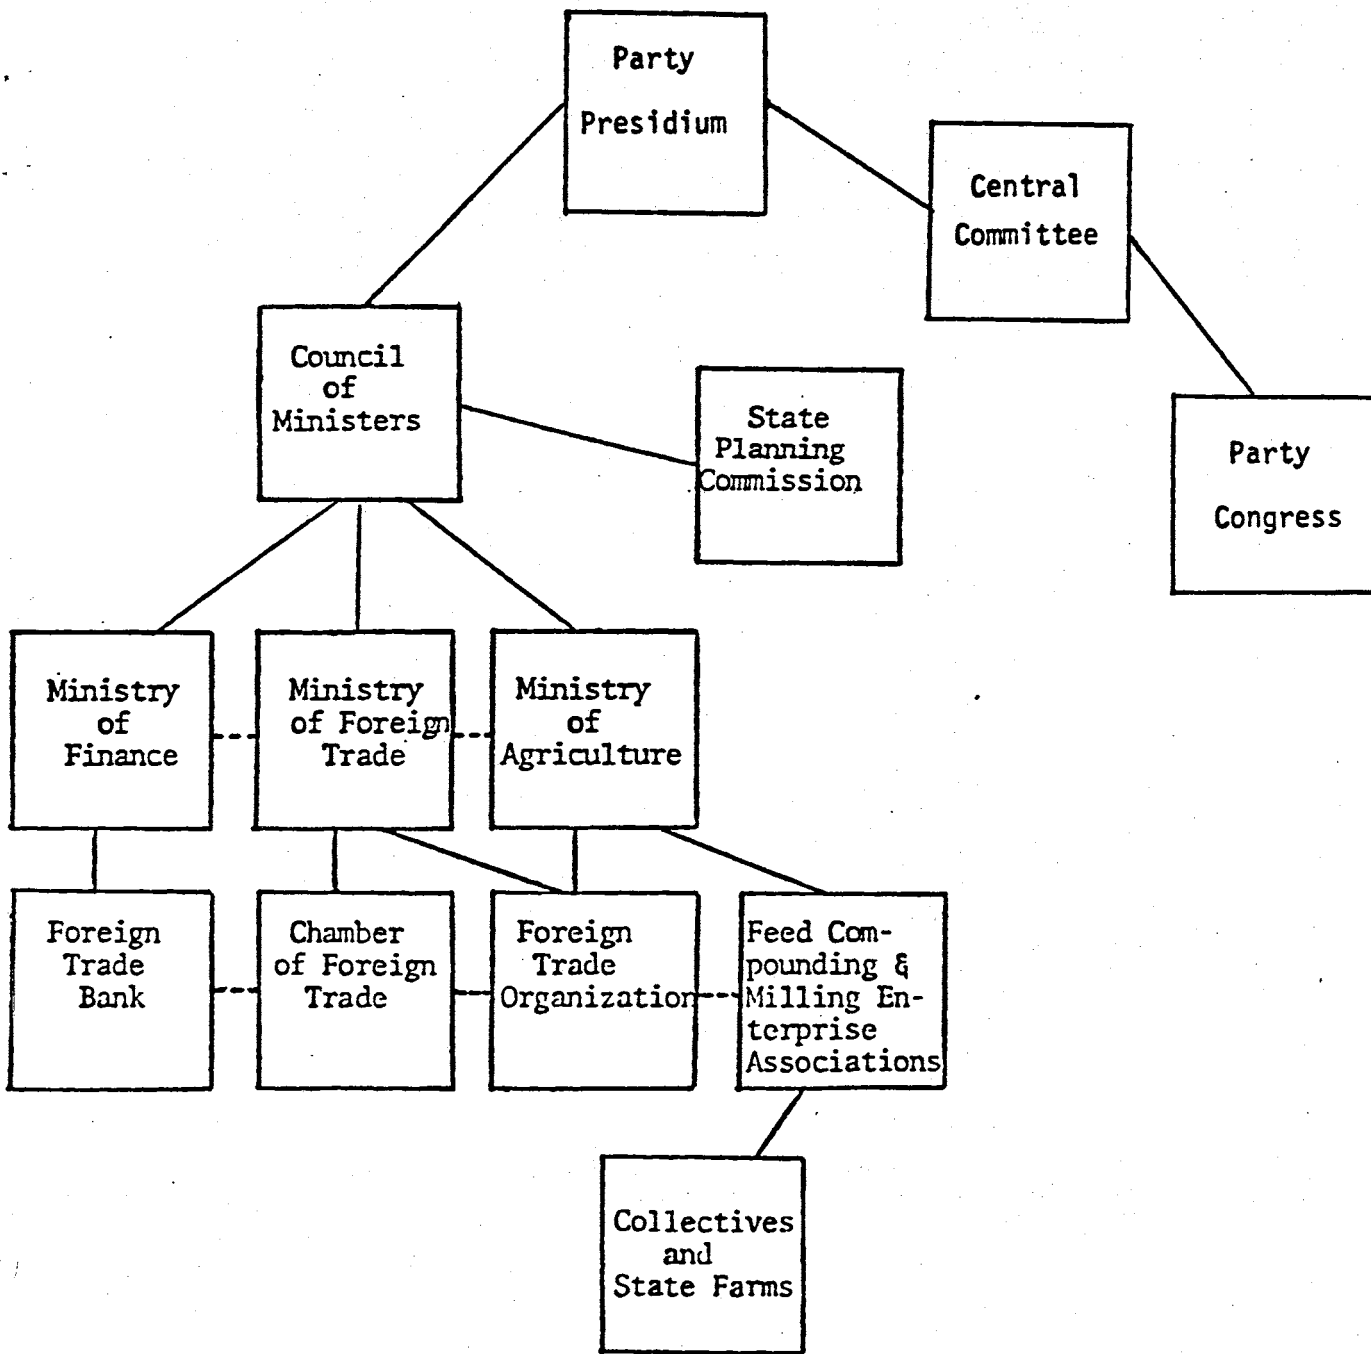 Party
Presidium
Central
Committee
Council
of
Ministers
State
Planning
Commission
Party
Congress
Ministry
of
Finance
Ministry
of Foreign
Trade
Ministry
of
Agriculture
Foreign
Trade
Bank
Chamber
of Foreign
Trade
Foreign
Trade
Organization
Feed Com-
pounding &
Milling En-
terprise
Associations
Collectives
and
State Farms